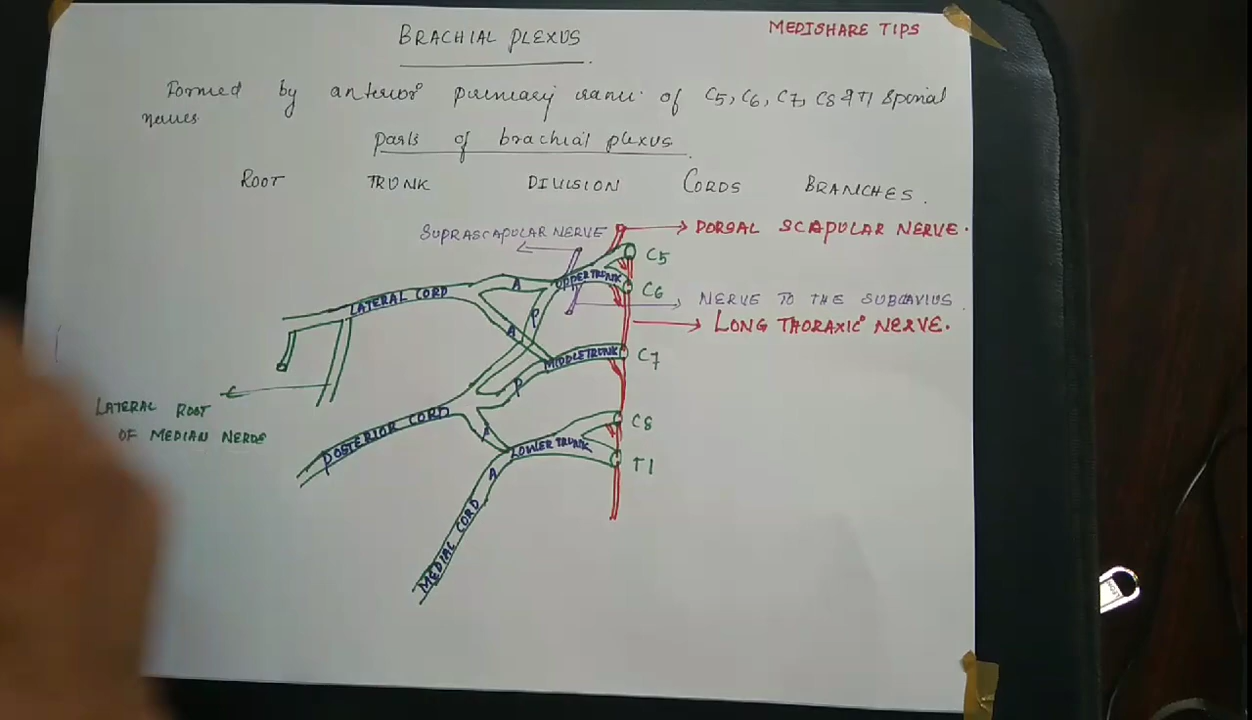 BRACHIAL PLEXUS
MEDISHARE TIPS
Formed by anterior primary rami of C5, C6, C7, C8 & T1 Spinal
nerves
parts of brachial plexus
ROOT TRUNK DIVISION CORDS BRANCHES.
SUPRASCAPULAR NERVE
DORSAL SCAPULAR NERVE.
C5
UPPER TRUNK
C6
A
LATERAL CORD
NERVE TO THE SUBCLAVIUS
P
LONG THORAXIC NERVE.
A
MIDDLE TRUNK
C7
P
LATERAL ROOT
OF MEDIAN NERVE
POSTERIOR CORD
C8
LOWER TRUNK
T1
A
MEDIAL CORD